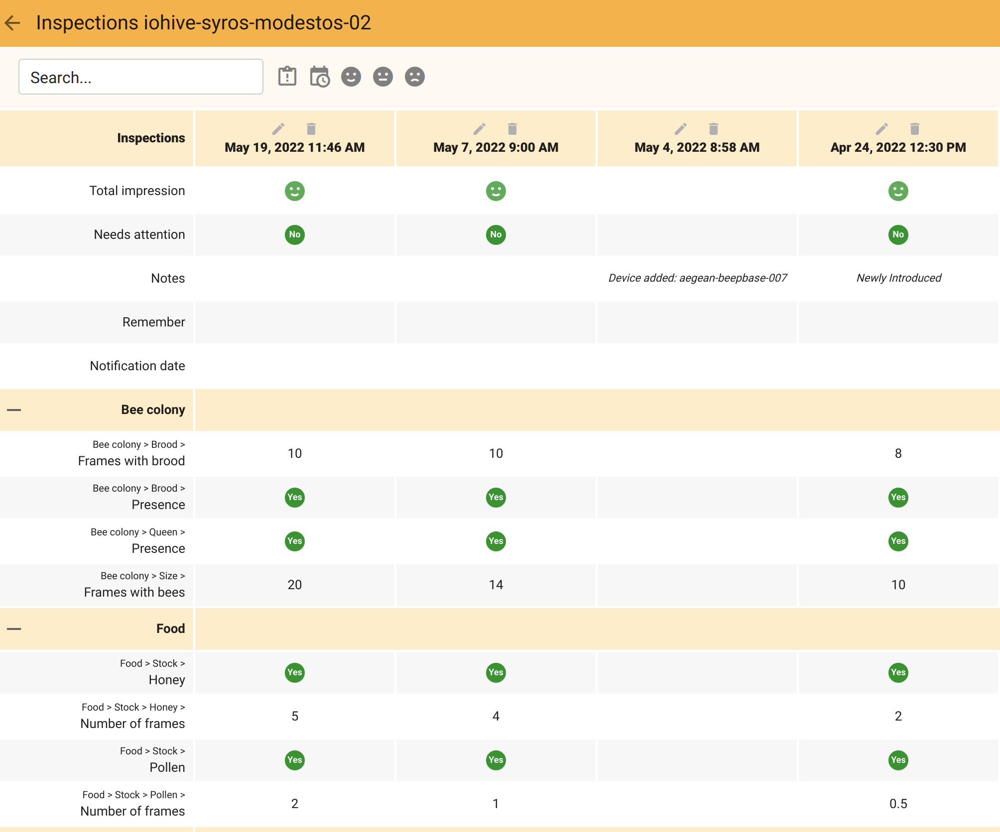 Inspections iohive-syros-modestos-02
Search...
Inspections
May 19, 2022 11:46 AM
May 7, 2022 9:00 AM
May 4, 2022 8:58 AM
Apr 24, 2022 12:30 PM
Total impression
Needs attention
No
No
No
Notes
Device added: aegean-beepbase-007
Newly Introduced
Remember
Notification date
Bee colony
Bee colony > Brood >
Frames with brood
10
10
8
Bee colony > Brood >
Presence
Yes
Yes
Yes
Bee colony > Queen >
Presence
Yes
Yes
Yes
Bee colony > Size >
Frames with bees
20
14
10
Food
Food > Stock >
Honey
Yes
Yes
Yes
Food > Stock > Honey >
Number of frames
5
4
2
Food > Stock >
Pollen
Yes
Yes
Yes
Food > Stock > Pollen >
Number of frames
2
1
0.5